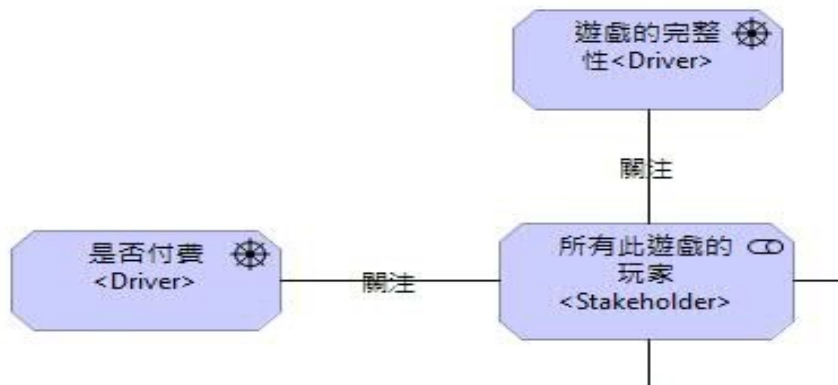 遊戲的完整
性<Driver>
關注
是否付費
<Driver>
關注
所有此遊戲的
玩家
<Stakeholder>